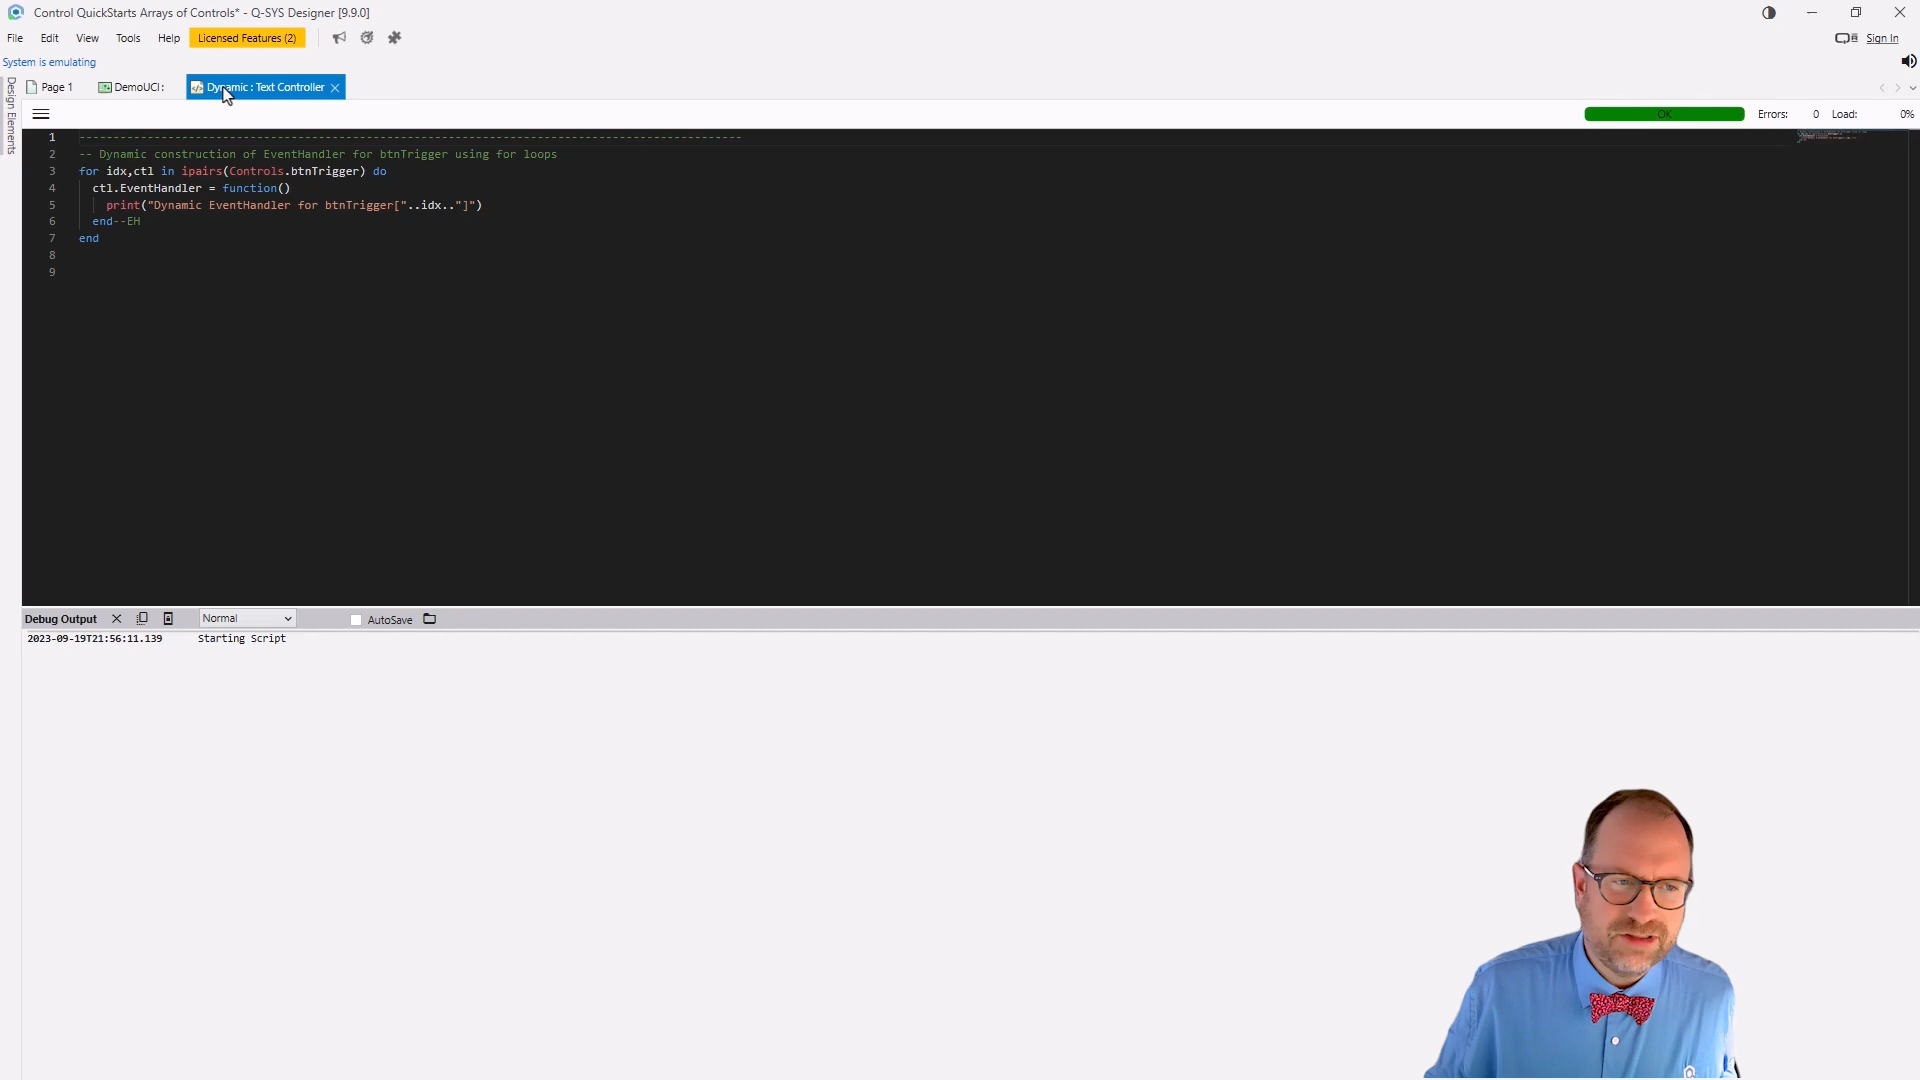 Control QuickStarts Arrays of Controls* - Q-SYS Designer [9.9.0]
File Edit View Tools Help Licensed Features (2) Sign In
System is emulating
Design Elements
Page 1 DemoUCI: Dynamic : Text Controller
OK Errors: 0 Load: 0%
1 --------------------------------------------------------------------------------------------------
2 -- Dynamic construction of EventHandler for btnTrigger using for loops
3 for idx,ctl in ipairs(Controls.btnTrigger) do
4 ctl.EventHandler = function()
5 print("Dynamic EventHandler for btnTrigger["..idx.."]")
6 end--EH
7 end
8
9
Debug Output Normal AutoSave
2023-09-19T21:56:11.139 Starting Script